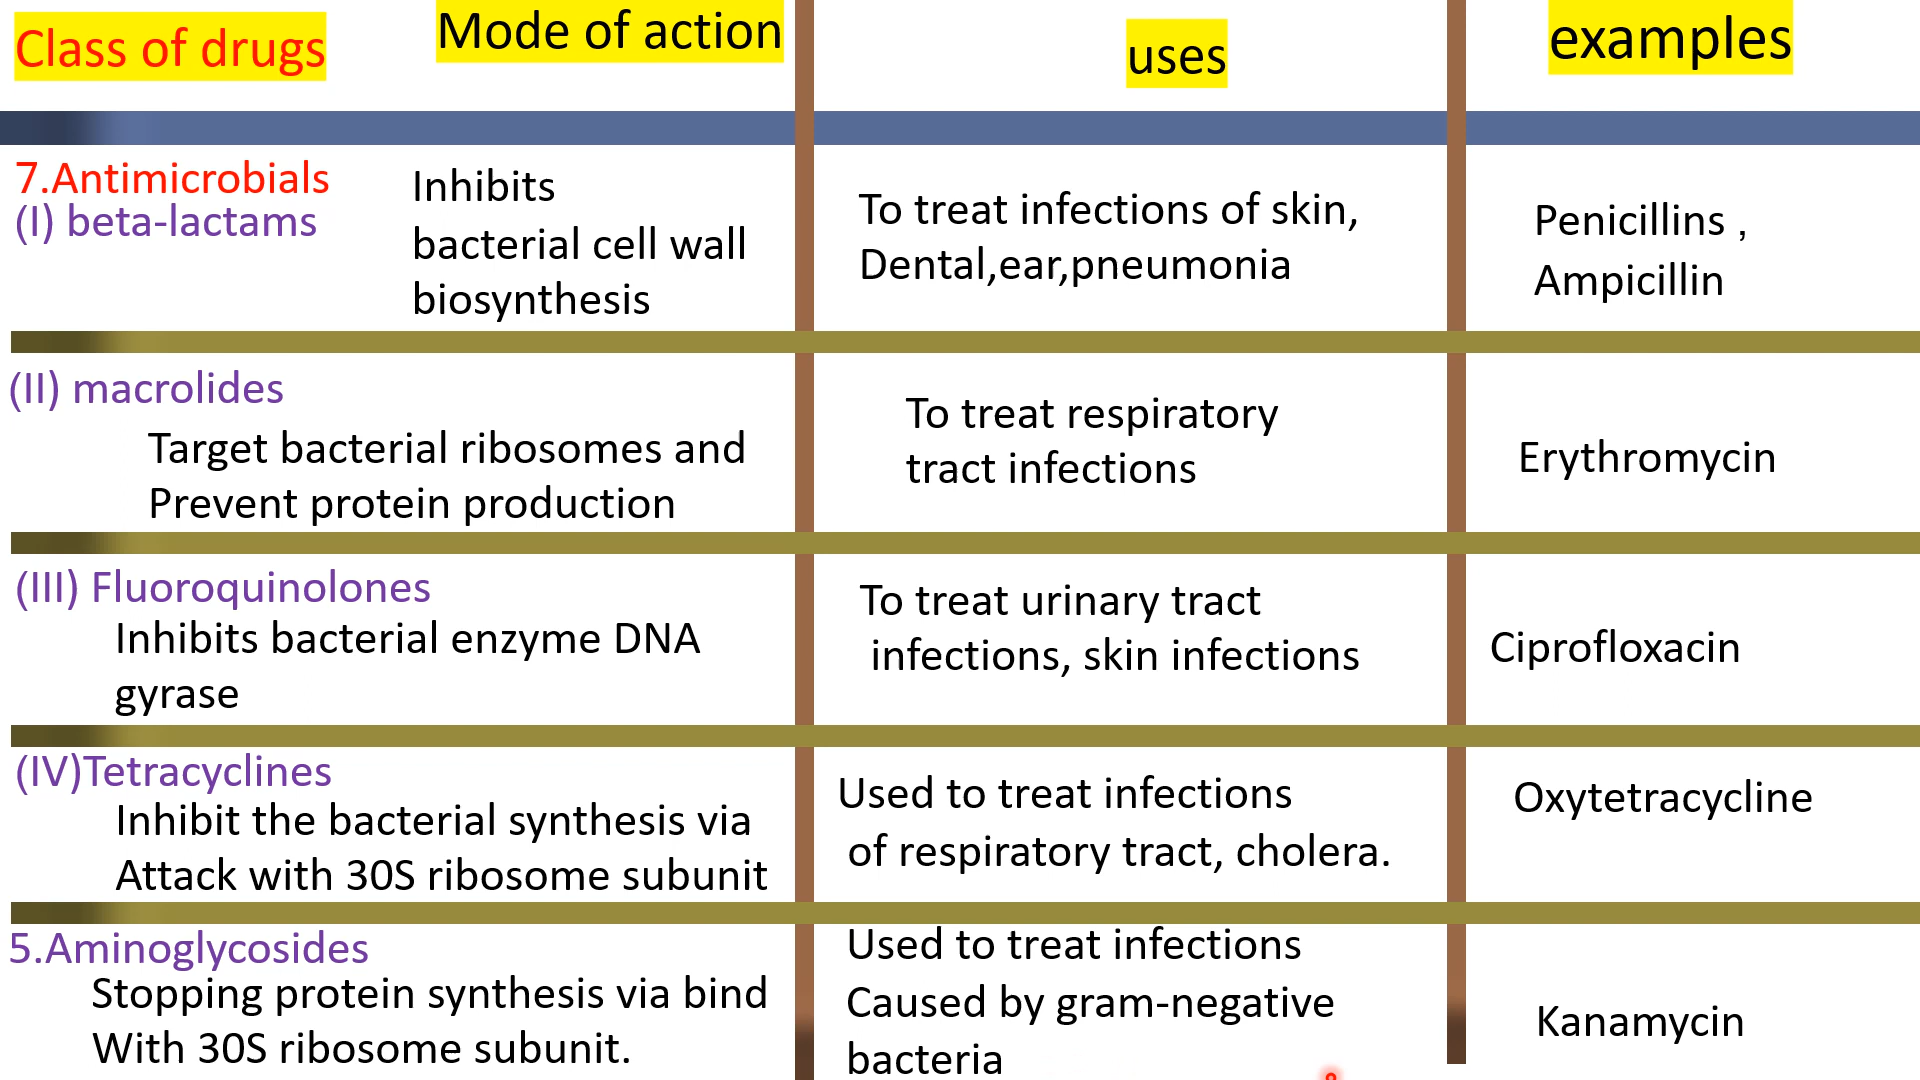 Class of drugs
Mode of action
uses
examples
7.Antimicrobials
(I) beta-lactams
Inhibits
bacterial cell wall
biosynthesis
To treat infections of skin,
Dental,ear,pneumonia
Penicillins ,
Ampicillin
(II) macrolides
Target bacterial ribosomes and
Prevent protein production
To treat respiratory
tract infections
Erythromycin
(III) Fluoroquinolones
Inhibits bacterial enzyme DNA
gyrase
To treat urinary tract
infections, skin infections
Ciprofloxacin
(IV)Tetracyclines
Inhibit the bacterial synthesis via
Attack with 30S ribosome subunit
Used to treat infections
of respiratory tract, cholera.
Oxytetracycline
5.Aminoglycosides
Stopping protein synthesis via bind
With 30S ribosome subunit.
Used to treat infections
Caused by gram-negative
bacteria
Kanamycin